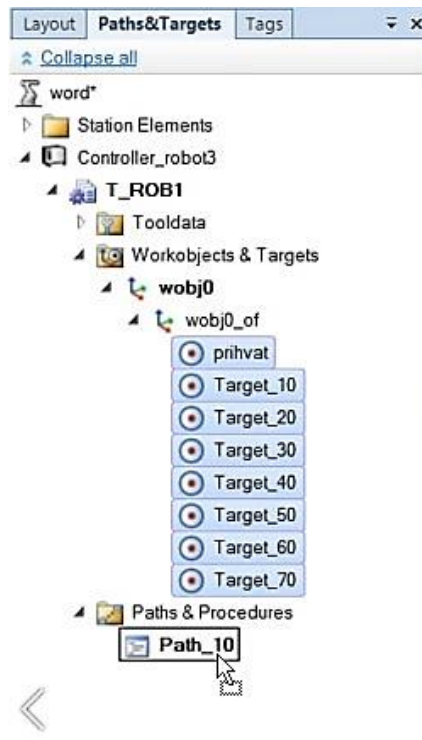 Layout Paths&Targets Tags
Collapse all
word*
Station Elements
Controller_robot3
T_ROB1
Tooldata
Workobjects & Targets
wobj0
wobj0_of
prihvat
Target_10
Target_20
Target_30
Target_40
Target_50
Target_60
Target_70
Paths & Procedures
Path_10